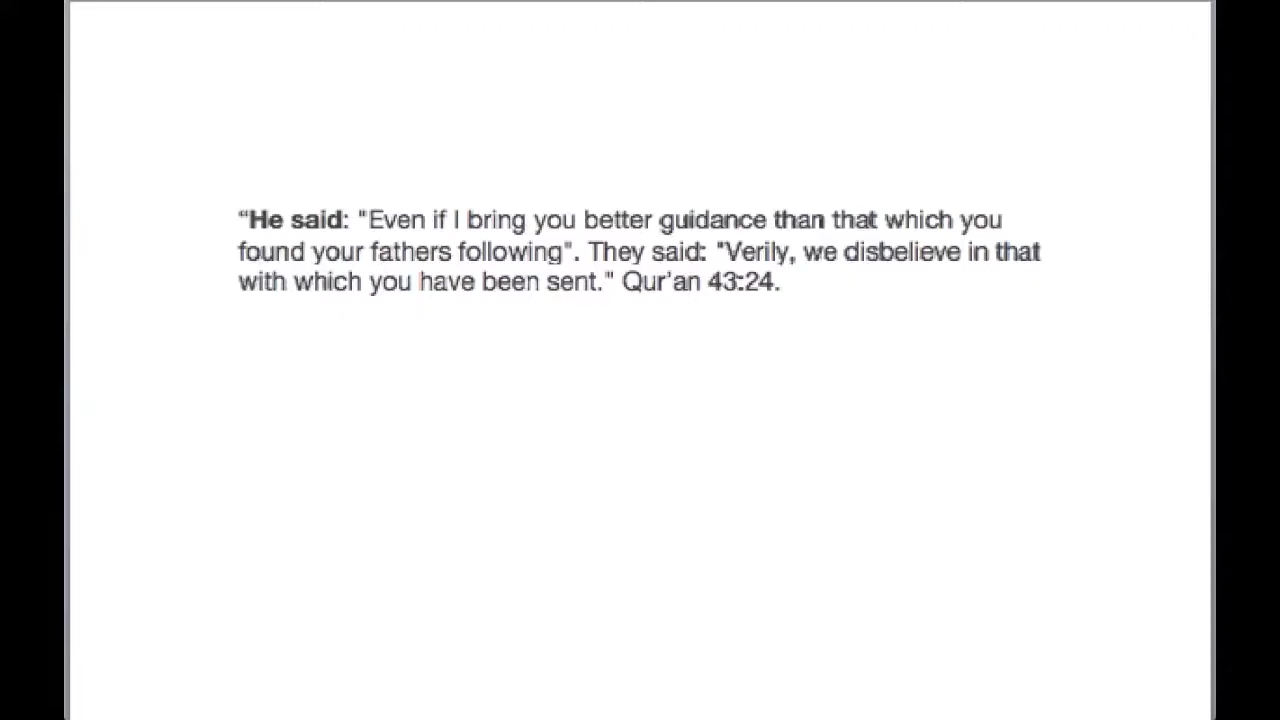 “He said: "Even if I bring you better guidance than that which you
found your fathers following". They said: "Verily, we disbelieve in that
with which you have been sent." Qur’an 43:24.